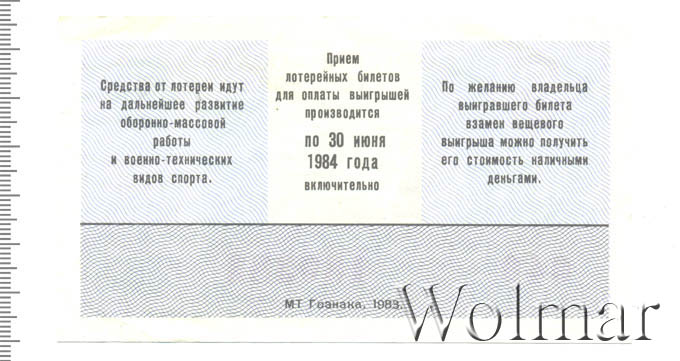 Средства от лотереи идут
на дальнейшее развитие
оборонно-массовой
работы
и военно-технических
видов спорта.
Прием
лотерейных билетов
для оплаты выигрышей
производится
по 30 июня
1984 года
включительно
По желанию владельца
выигравшего билета
взамен вещевого
выигрыша можно получить
его стоимость наличными
деньгами.
МТ Гознака. 1983.
Wolmar